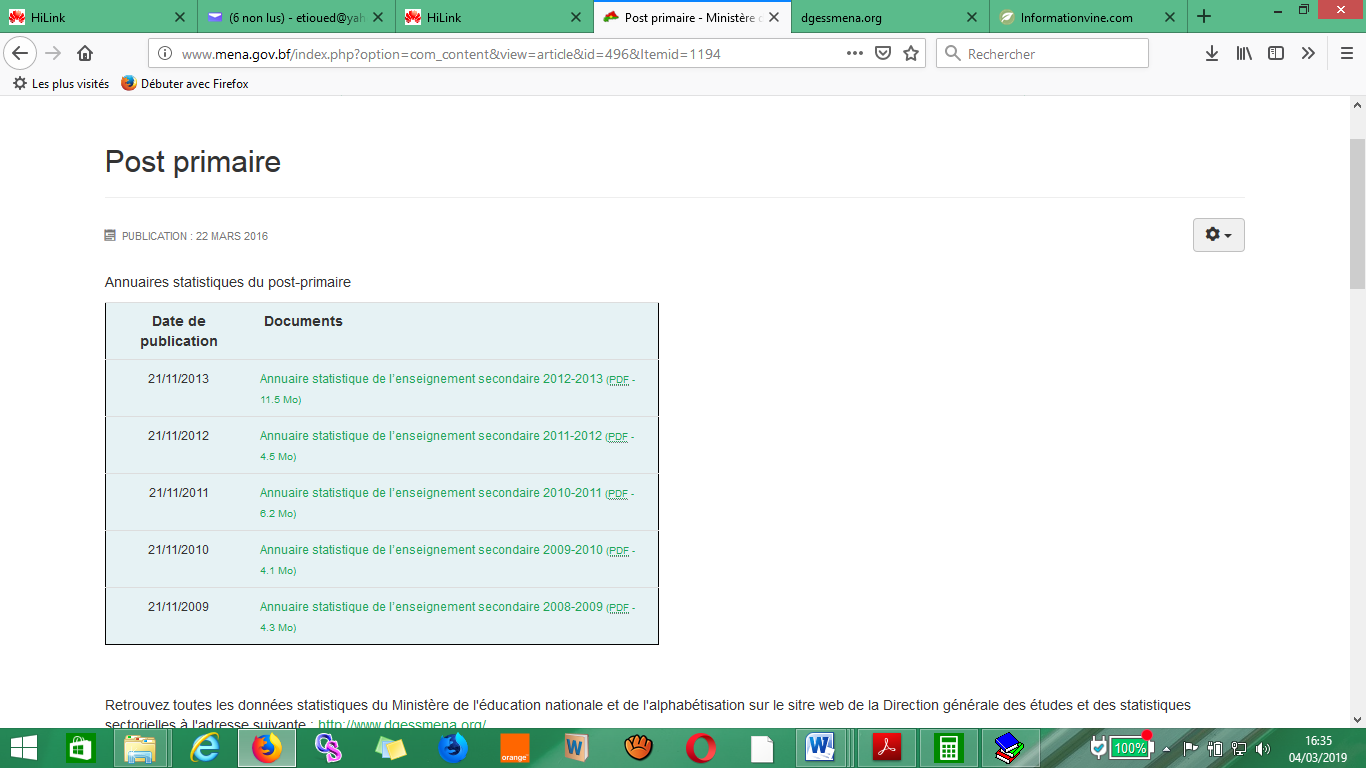 HiLink
(6 non lus) - etioued@yah
HiLink
Post primaire - Ministère d
dgessmena.org
Informationvine.com
www.mena.gov.bf/index.php?option=com_content&view=article&id=496&Itemid=1194
Rechercher
Les plus visités
Débuter avec Firefox
Post primaire
PUBLICATION : 22 MARS 2016
Annuaires statistiques du post-primaire
Date de publication
Documents
21/11/2013
Annuaire statistique de l'enseignement secondaire 2012-2013 (PDF -
11.5 Mo)
21/11/2012
Annuaire statistique de l'enseignement secondaire 2011-2012 (PDF -
4.5 Mo)
21/11/2011
Annuaire statistique de l'enseignement secondaire 2010-2011 (PDF -
6.2 Mo)
21/11/2010
Annuaire statistique de l'enseignement secondaire 2009-2010 (PDF -
4.1 Mo)
21/11/2009
Annuaire statistique de l'enseignement secondaire 2008-2009 (PDF -
4.3 Mo)
Retrouvez toutes les données statistiques du Ministère de l'éducation nationale et de l'alphabétisation sur le sitre web de la Direction générale des études et des statistiques
sectorielles à l'adresse suivante : http://www.dgessmena.org/
orange
100%
16:35
04/03/2019